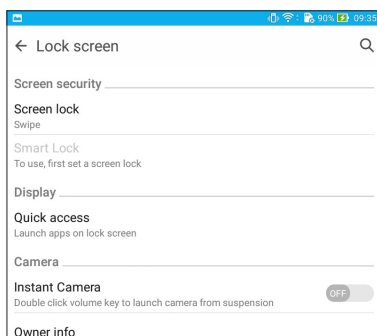 90% 09:35
Lock screen
Screen security
Screen lock
Swipe
Smart Lock
To use, first set a screen lock
Display
Quick access
Launch apps on lock screen
Camera
Instant Camera
OFF
Double click volume key to launch camera from suspension
Owner info